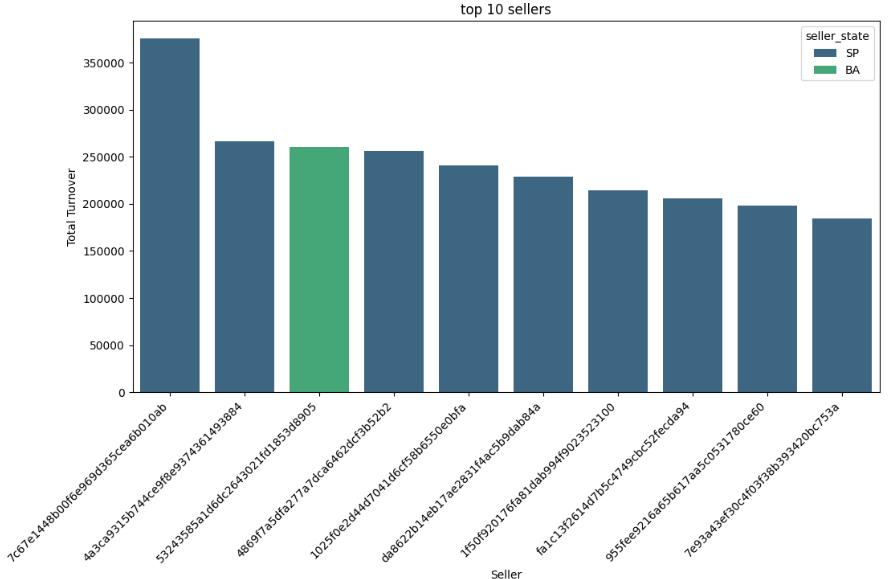 top 10 sellers
seller_state
SP
BA
Total Turnover
350000
300000
250000
200000
150000
100000
50000
0
7c67e1448b00f6e969d365cea6b010ab
4a3ca9315b744ce9f8e9374361493884
53243585a1d6dc2643021fd1853d8905
4869f7a5dfa277a7dca6462dcf3b52b2
1025f0e2d44d7041d6cf58b6550e0bfa
da8622b14eb17ae2831f4ac5b9dab84a
1f50f920176fa81dab994f9023523100
fa1c13f2614d7b5c4749cbc52fecda94
955fee9216a65b617aa5c0531780ce60
7e93a43ef30c4f03f38b393420bc753a
Seller